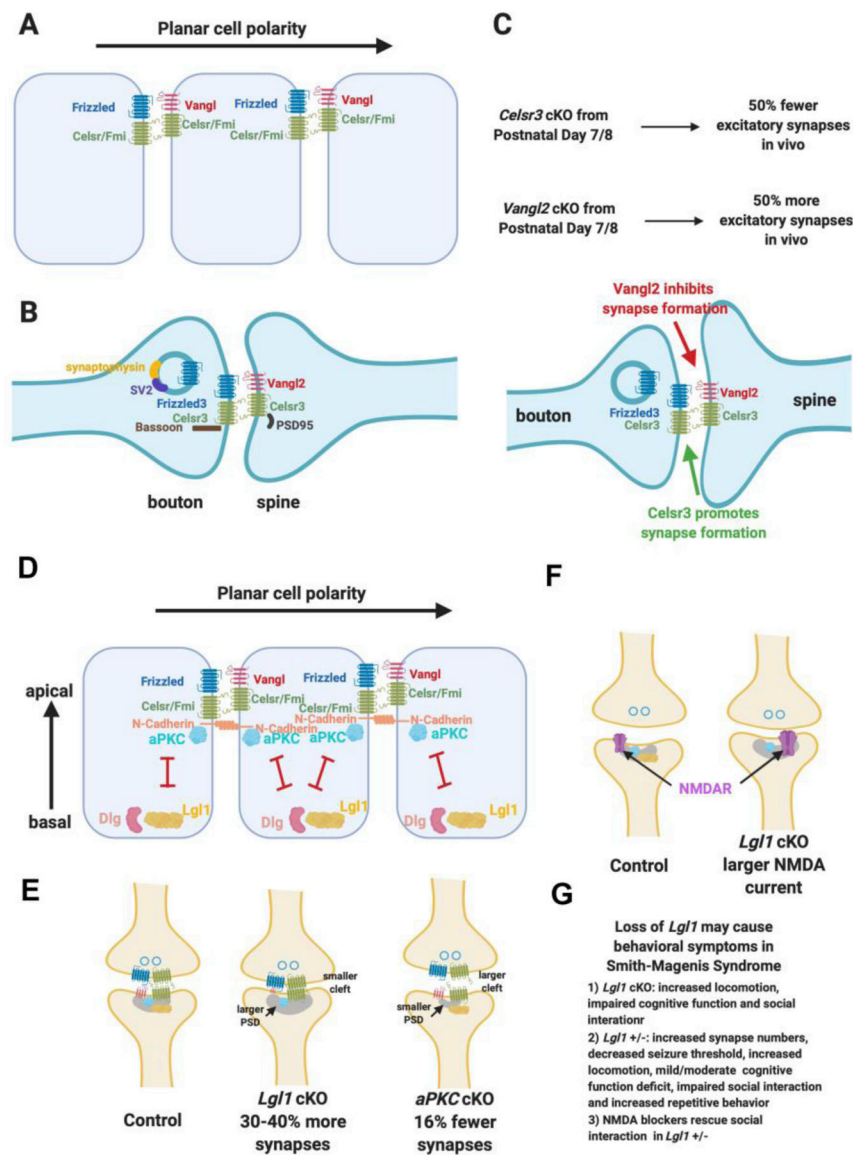 A
Planar cell polarity
Frizzled
Vangl
Frizzled
Vangl
Celsr/Fmi
Celsr/Fmi
Celsr/Fmi
Celsr/Fmi
B
synaptophysin
SV2
Frizzled3
Celsr3
Bassoon
Vangl2
Celsr3
PSD95
bouton
spine
C
Celsr3 cKO from
Postnatal Day 7/8
50% fewer
excitatory synapses
in vivo
Vangl2 cKO from
Postnatal Day 7/8
50% more
excitatory synapses
in vivo
Vangl2 inhibits
synapse formation
bouton
Frizzled3
Celsr3
Vangl2
Celsr3
spine
Celsr3 promotes
synapse formation
D
Planar cell polarity
apical
basal
Frizzled
Vangl
Frizzled
Vangl
Celsr/Fmi
Celsr/Fmi
Celsr/Fmi
Celsr/Fmi
N-Cadherin
N-Cadherin
N-Cadherin
N-Cadherin
aPKC
aPKC
aPKC
aPKC
Dlg
Lgl1
Dlg
Lgl1
Dlg
Lgl1
E
Control
larger
PSD
smaller
cleft
Lgl1 cKO
30-40% more
synapses
smaller
PSD
larger
cleft
aPKC cKO
16% fewer
synapses
F
NMDAR
Control
Lgl1 cKO
larger NMDA
current
G
Loss of Lgl1 may cause
behavioral symptoms in
Smith-Magenis Syndrome
1) Lgl1 cKO: increased locomotion,
impaired cognitive function and social
interationr
2) Lgl1 +/-: increased synapse numbers,
decreased seizure threshold, increased
locomotion, mild/moderate cognitive
function deficit, impaired social interaction
and increased repetitive behavior
3) NMDA blockers rescue social
interaction in Lgl1 +/-